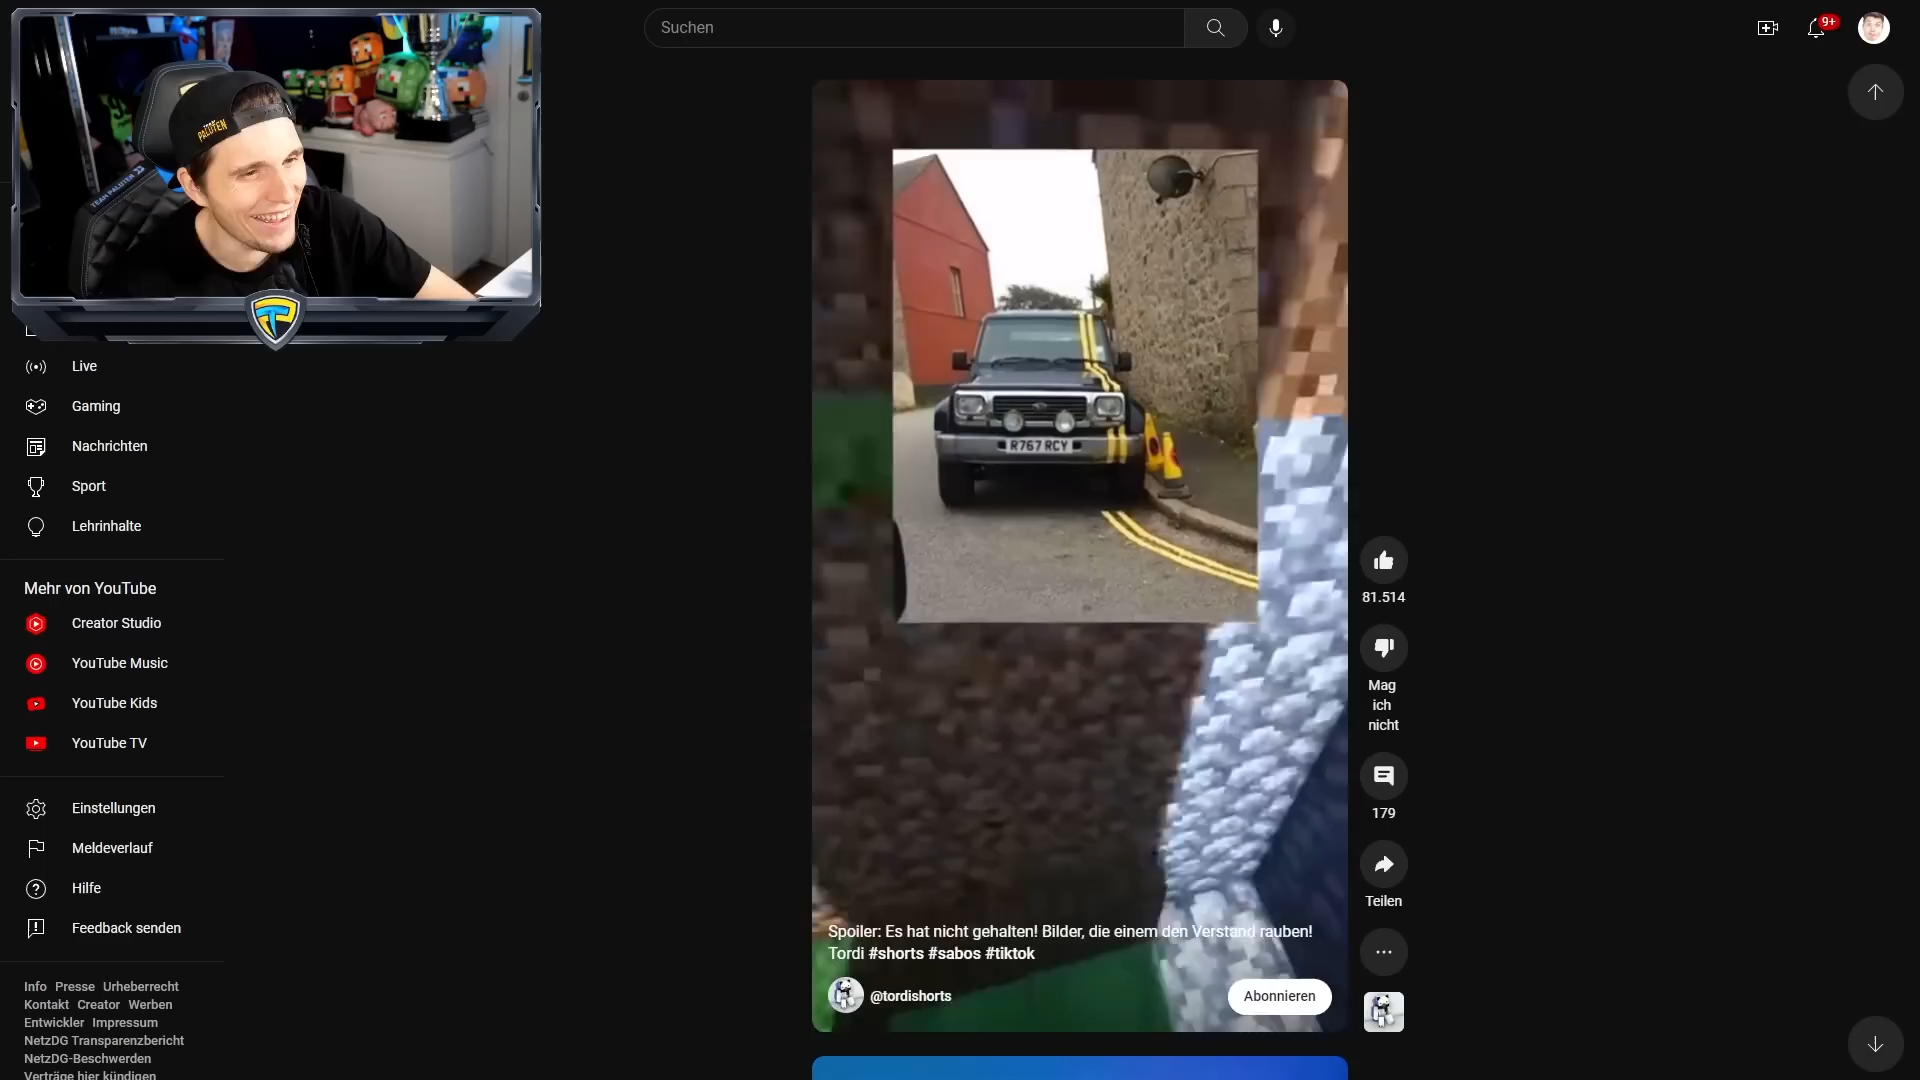 Suchen
9+
TEAM PALUTEN
PALUTEN
Live
Gaming
Nachrichten
Sport
Lehrinhalte
Mehr von YouTube
Creator Studio
YouTube Music
YouTube Kids
YouTube TV
Einstellungen
Meldeverlauf
Hilfe
Feedback senden
Info Presse Urheberrecht
Kontakt Creator Werben
Entwickler Impressum
NetzDG Transparenzbericht
NetzDG-Beschwerden
Verträge hier kündigen
R767 RCY
Spoiler: Es hat nicht gehalten! Bilder, die einem den Verstand rauben!
Tordi #shorts #sabos #tiktok
@tordishorts
Abonnieren
81.514
Mag
ich
nicht
179
Teilen